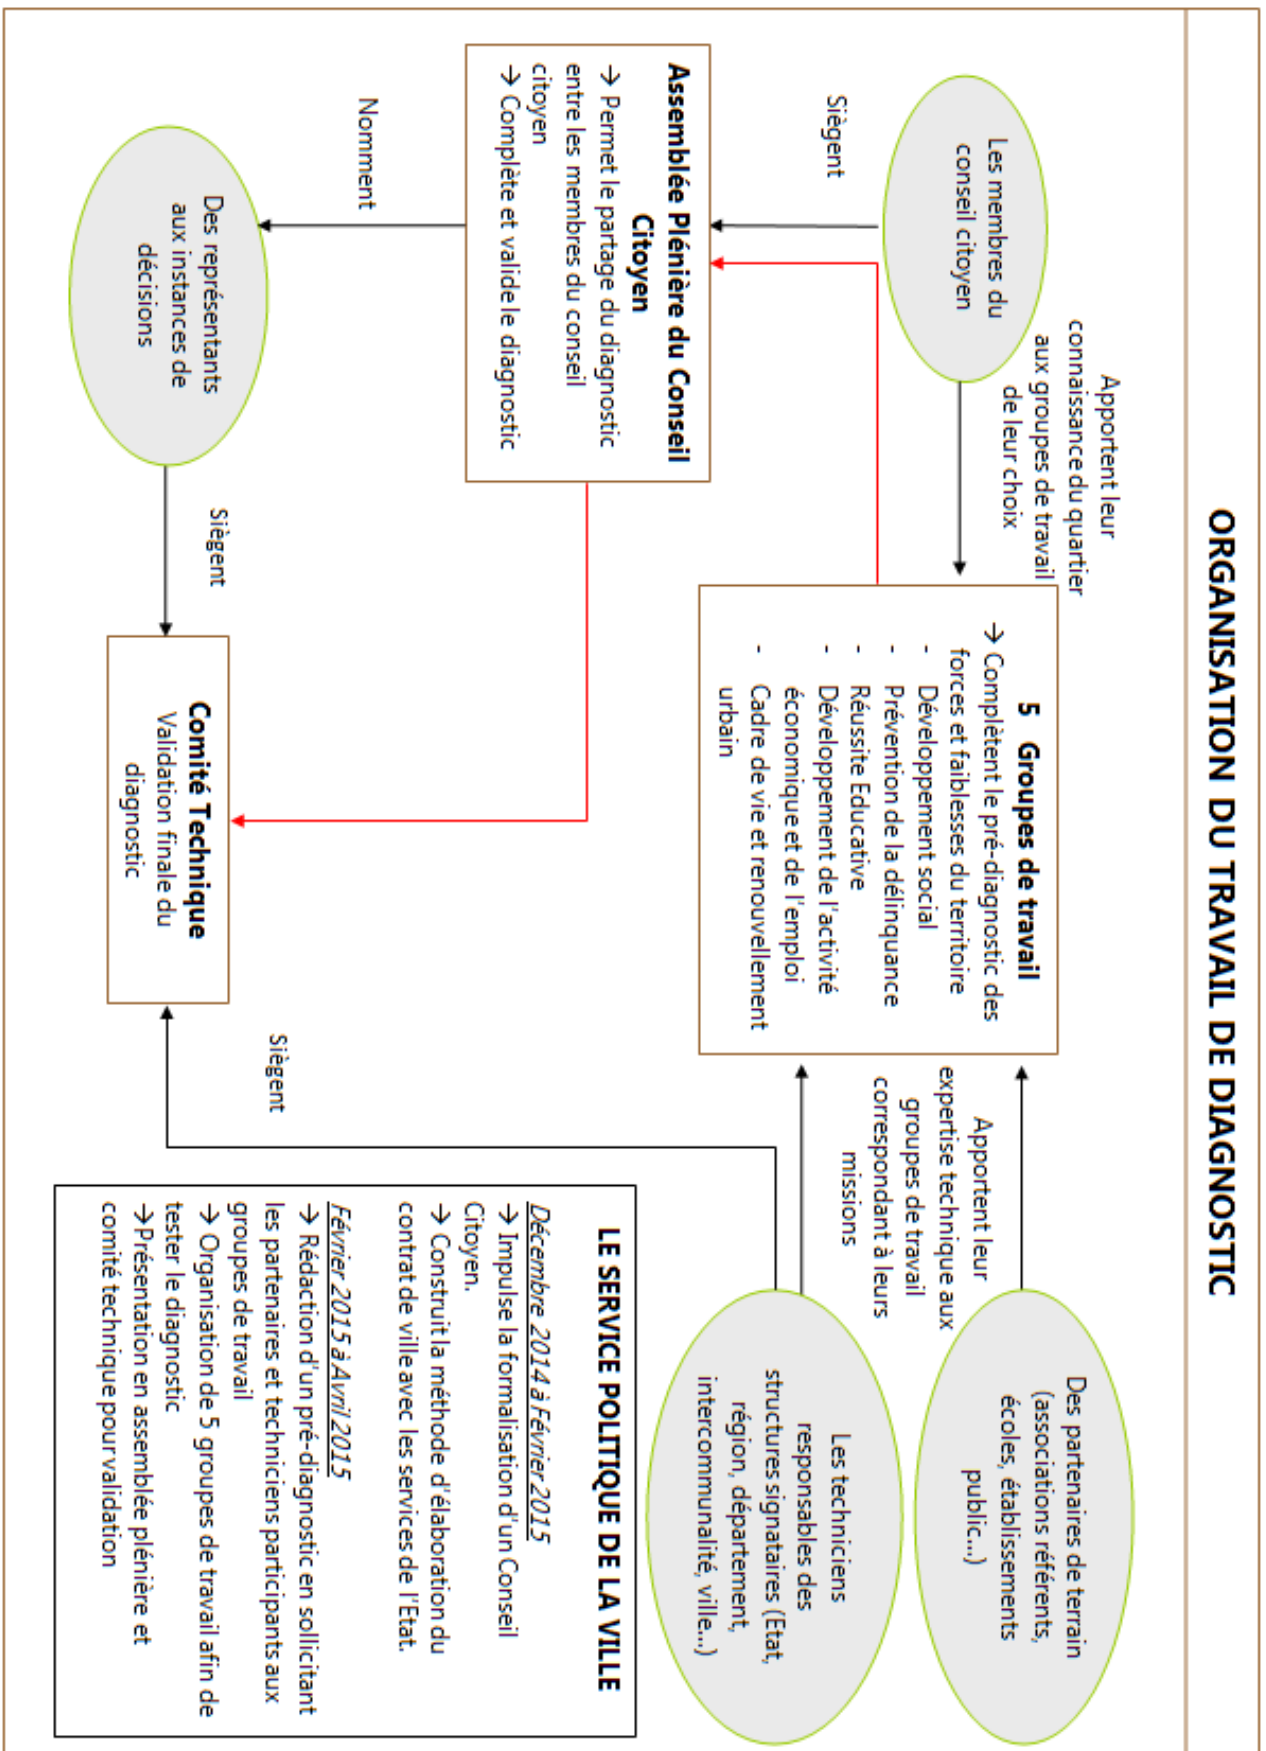 ORGANISATION DU TRAVAIL DE DIAGNOSTIC
Les membres du
conseil citoyen
Apportent leur
connaissance du quartier
aux groupes de travail
de leur choix
Siègent
Assemblée Plénière du Conseil
Citoyen
→ Permet le partage du diagnostic
entre les membres du conseil
citoyen
→ Complète et valide le diagnostic
Nomment
Des représentants
aux instances de
décisions
Siègent
5 Groupes de travail
→ Complètent le pré-diagnostic des
forces et faiblesses du territoire
- Développement social
- Prévention de la délinquance
- Réussite Educative
- Développement de l'activité
économique et de l'emploi
- Cadre de vie et renouvellement
urbain
Comité Technique
Validation finale du
diagnostic
Apportent leur
expertise technique aux
groupes de travail
correspondant à leurs
missions
Siègent
Des partenaires de terrain
(associations référents,
écoles, établissements
public...)
Les techniciens
responsables des
structures signataires (Etat,
région, département,
intercommunalité, ville...)
LE SERVICE POLITIQUE DE LA VILLE
Décembre 2014 à Février 2015
→ Impulse la formalisation d'un Conseil
Citoyen.
→ Construit la méthode d'élaboration du
contrat de ville avec les services de l'Etat.
Février 2015 à Avril 2015
→ Rédaction d'un pré-diagnostic en sollicitant
les partenaires et techniciens participants aux
groupes de travail
→ Organisation de 5 groupes de travail afin de
tester le diagnostic
→Présentation en assemblée plénière et
comité technique pour validation